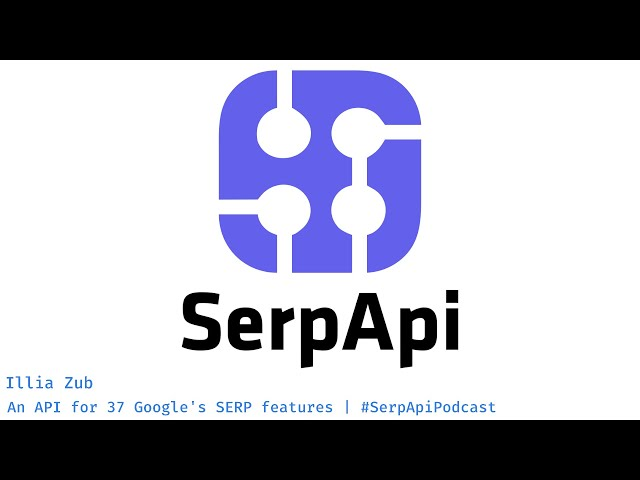 SerpApi
Illia Zub
An API for 37 Google's SERP features | #SerpApiPodcast